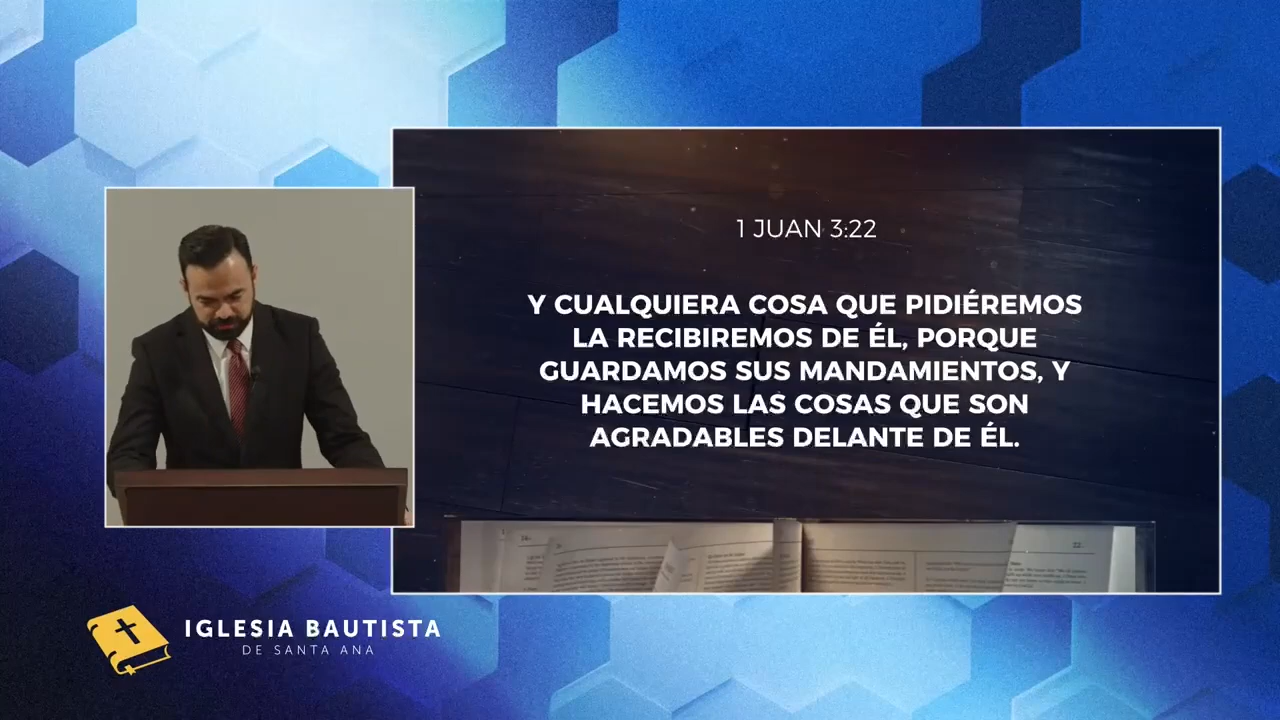 1 JUAN 3:22
Y CUALQUIERA COSA QUE PIDIÉREMOS
LA RECIBIREMOS DE ÉL, PORQUE
GUARDAMOS SUS MANDAMIENTOS, Y
HACEMOS LAS COSAS QUE SON
AGRADABLES DELANTE DE ÉL.
IGLESIA BAUTISTA
DE SANTA ANA